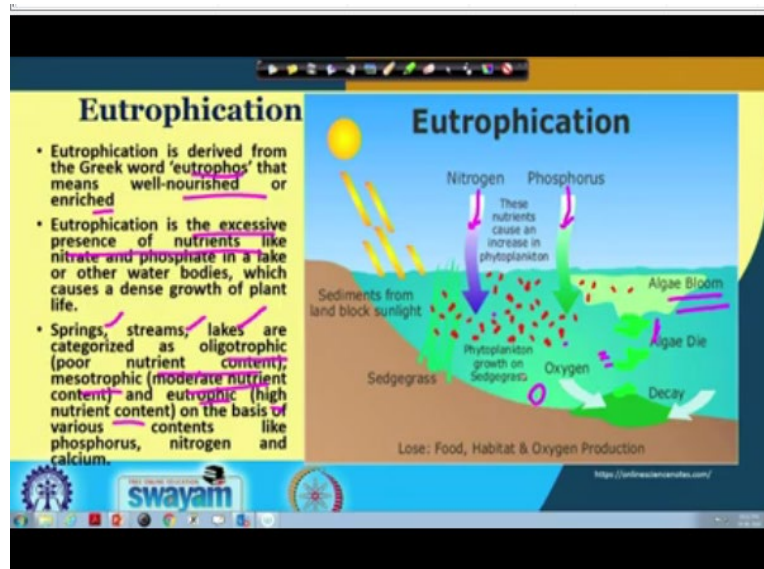 Eutrophication
• Eutrophication is derived from
the Greek word 'eutrophos' that
means well-nourished or
enriched
• Eutrophication is the excessive
presence of nutrients like
nitrate and phosphate in a lake
or other water bodies, which
causes a dense growth of plant
life.
• Springs, streams, lakes are
categorized as oligotrophic
(poor nutrient content),
mesotrophic (moderate nutrient
content) and eutrophic (high
nutrient content) on the basis of
various contents like
phosphorus, nitrogen and
calcium.
Eutrophication
Nitrogen Phosphorus
These
nutrients
cause an
increase in
phytoplankton
Sediments from
land block sunlight
Algae Bloom
Algae Die
Phytoplankton
growth on
Sedgegrass
Oxygen
Sedgegrass
Decay
Lose: Food, Habitat & Oxygen Production
https://onlinesciencenotes.com/
FREE ONLINE EDUCATION
swayam